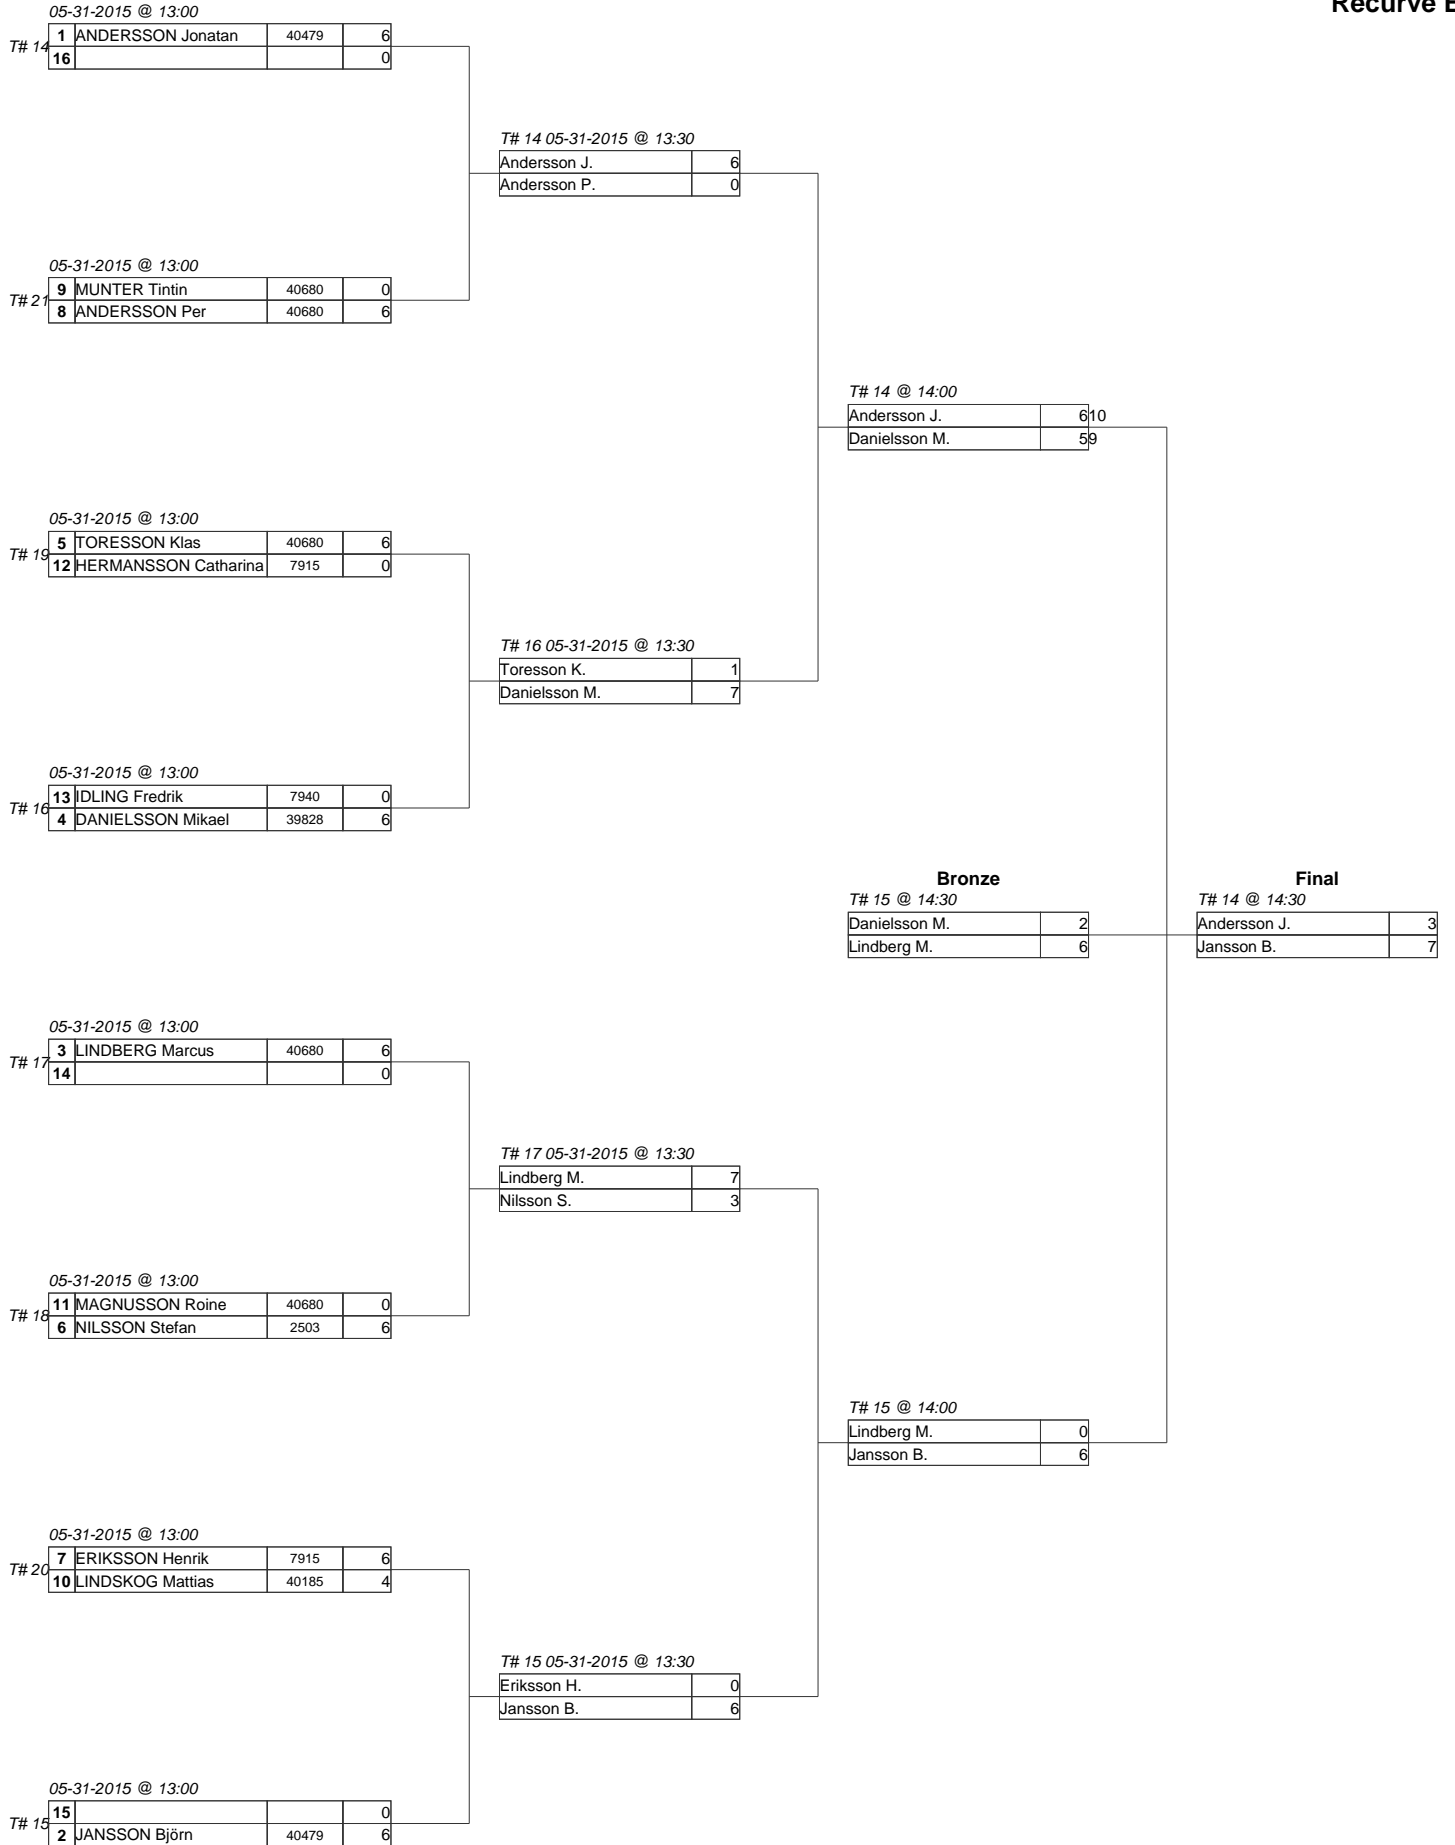 Recurve
05-31-2015 @ 13:00
T# 14
1 ANDERSSON Jonatan 40479 6
16 0
T# 14 05-31-2015 @ 13:30
Andersson J. 6
Andersson P. 0
05-31-2015 @ 13:00
T# 21
9 MUNTER Tintin 40680 0
8 ANDERSSON Per 40680 6
T# 14 @ 14:00
Andersson J. 610
Danielsson M. 59
05-31-2015 @ 13:00
T# 19
5 TORESSON Klas 40680 6
12 HERMANSSON Catharina 7915 0
T# 16 05-31-2015 @ 13:30
Toresson K. 1
Danielsson M. 7
05-31-2015 @ 13:00
T# 16
13 IDLING Fredrik 7940 0
4 DANIELSSON Mikael 39828 6
Bronze
T# 15 @ 14:30
Danielsson M. 2
Lindberg M. 6
Final
T# 14 @ 14:30
Andersson J. 3
Jansson B. 7
05-31-2015 @ 13:00
T# 17
3 LINDBERG Marcus 40680 6
14 0
T# 17 05-31-2015 @ 13:30
Lindberg M. 7
Nilsson S. 3
05-31-2015 @ 13:00
T# 18
11 MAGNUSSON Roine 40680 0
6 NILSSON Stefan 2503 6
T# 15 @ 14:00
Lindberg M. 0
Jansson B. 6
05-31-2015 @ 13:00
T# 20
7 ERIKSSON Henrik 7915 6
10 LINDSKOG Mattias 40185 4
T# 15 05-31-2015 @ 13:30
Eriksson H. 0
Jansson B. 6
05-31-2015 @ 13:00
T# 15
15 0
2 JANSSON Björn 40479 6